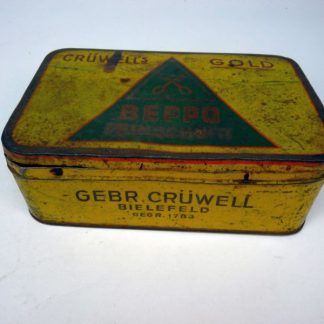 CRÜWELL'S GOLD
BEPPO
GEBR. CRÜWELL
BIELEFELD
GEGR. 1783